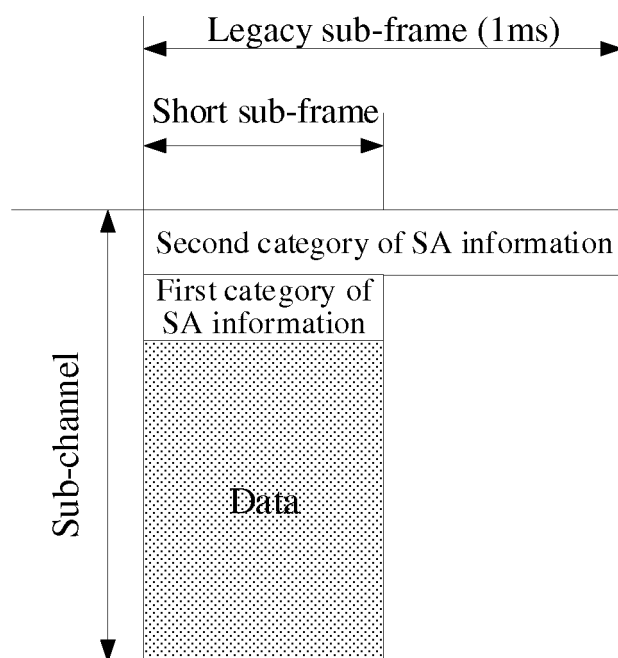 Legacy sub-frame (1ms)
Short sub-frame
Second category of SA information
First category of
SA information
Sub-channel
Data